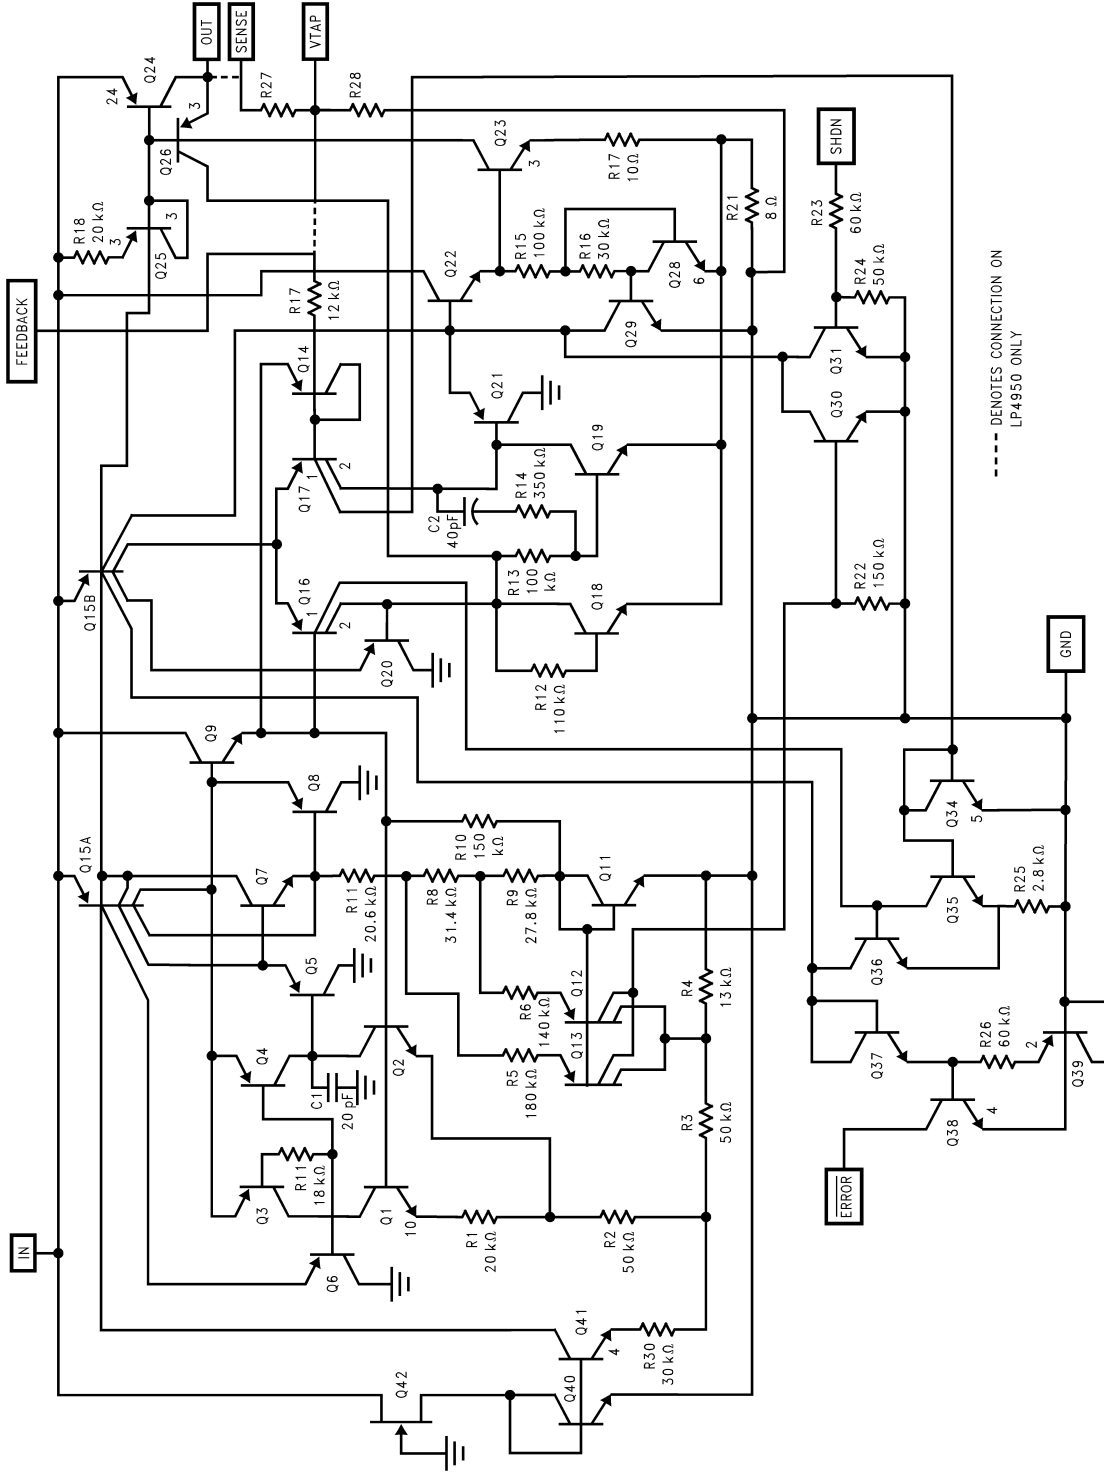 IN
Q42
Q40
Q41
4
R30
30 kΩ
Q6
Q3
R11
18 kΩ
Q1
10
R1
20 kΩ
R2
50 kΩ
Q4
C1
20 pF
Q2
Q5
R5
180 kΩ
R6
140 kΩ
Q13
Q12
R3
50 kΩ
R4
13 kΩ
Q15A
Q7
Q8
R11
20.6 kΩ
R8
31.4 kΩ
R10
150
kΩ
R9
27.8 kΩ
Q11
Q9
Q15B
Q20
Q16
1
2
R12
110 kΩ
Q18
R13
100
kΩ
Q17
1
2
C2
40pF
R14
350 kΩ
Q19
Q14
Q21
FEEDBACK
R17
12 kΩ
R18
20 kΩ
3
Q25
3
Q26
3
24
Q24
Q22
R15
100 kΩ
R16
30 kΩ
Q29
Q28
6
Q23
3
R17
10Ω
R21
8 Ω
R27
R28
OUT
SENSE
VTAP
SHDN
R23
60 kΩ
R24
50 kΩ
Q31
Q30
R22
150 kΩ
DENOTES CONNECTION ON
LP4950 ONLY
GND
Q34
5
Q35
R25
2.8 kΩ
Q36
Q37
R26
60 kΩ
2
Q39
Q38
4
ERROR